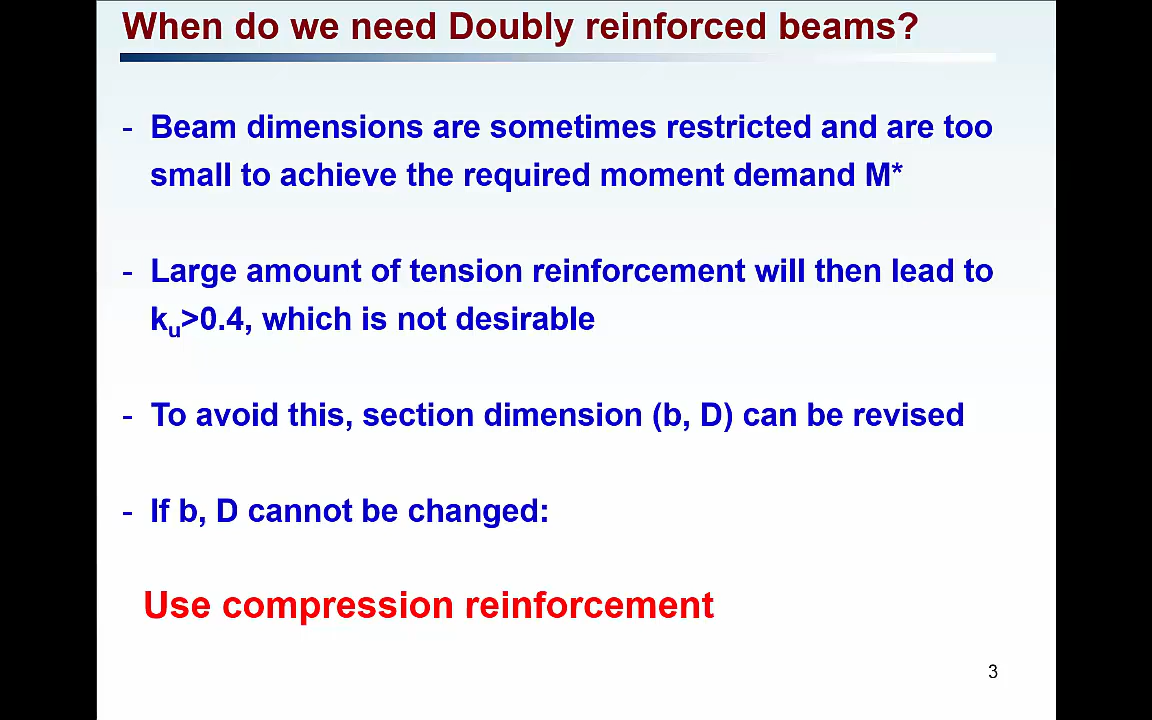 When do we need Doubly reinforced beams?
- Beam dimensions are sometimes restricted and are too
small to achieve the required moment demand M*
- Large amount of tension reinforcement will then lead to
ku>0.4, which is not desirable
- To avoid this, section dimension (b, D) can be revised
- If b, D cannot be changed:
Use compression reinforcement
3